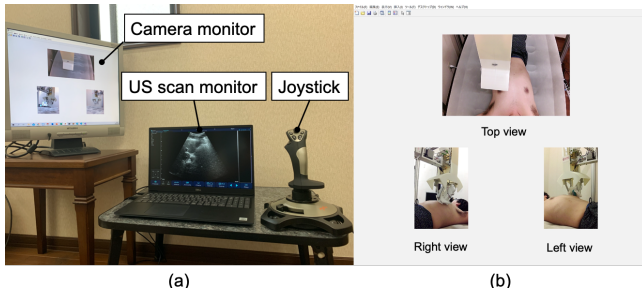 Camera monitor
US scan monitor
Joystick
Top view
Right view
Left view
(a)
(b)